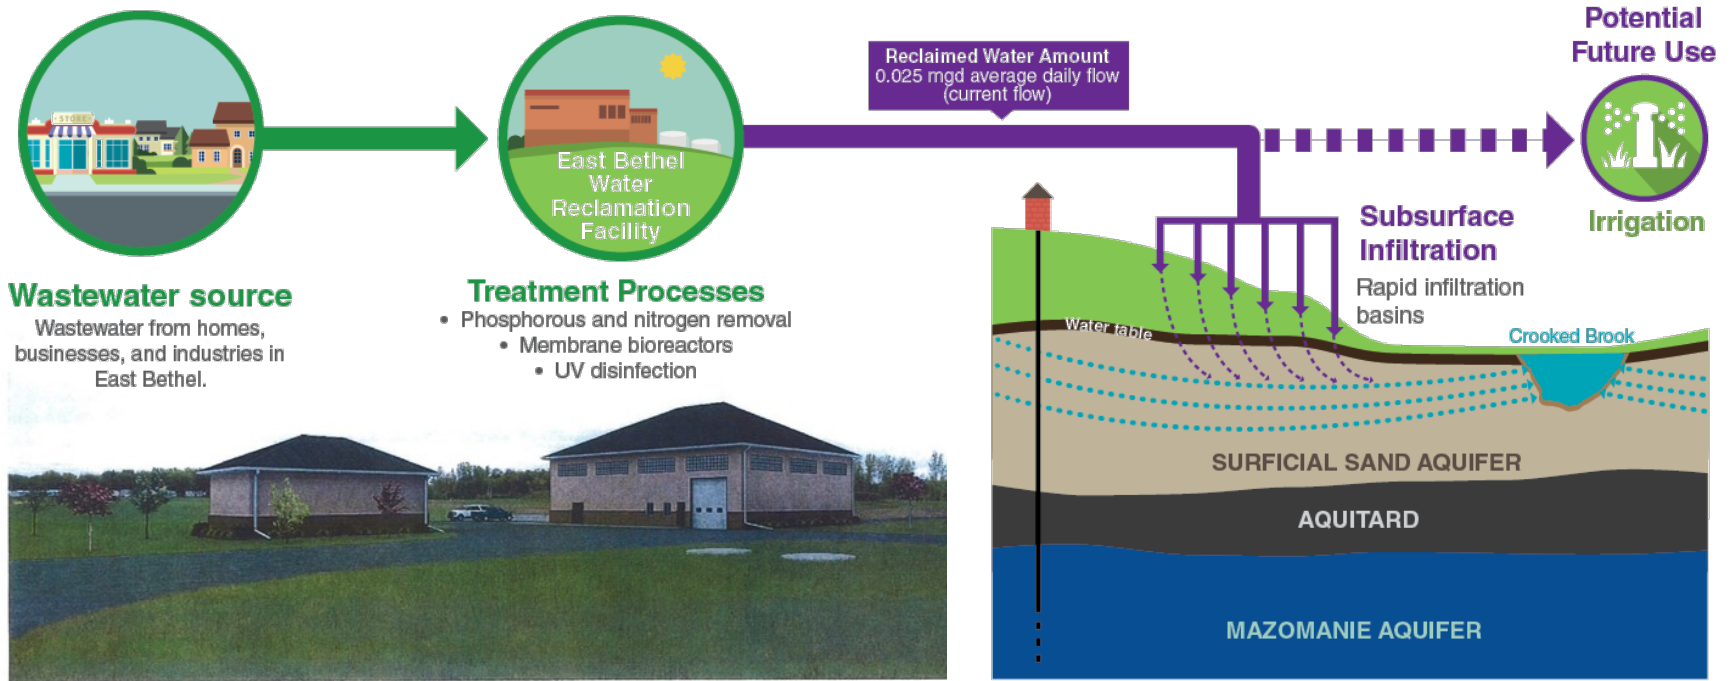 STORE
Wastewater source
Wastewater from homes,
businesses, and industries in
East Bethel.
East Bethel
Water
Reclamation
Facility
Treatment Processes
• Phosphorous and nitrogen removal
• Membrane bioreactors
• UV disinfection
Reclaimed Water Amount
0.025 mgd average daily flow
(current flow)
Potential
Future Use
Irrigation
Subsurface
Infiltration
Rapid infiltration
basins
Water table
Crooked Brook
SURFICIAL SAND AQUIFER
AQUITARD
MAZOMANIE AQUIFER